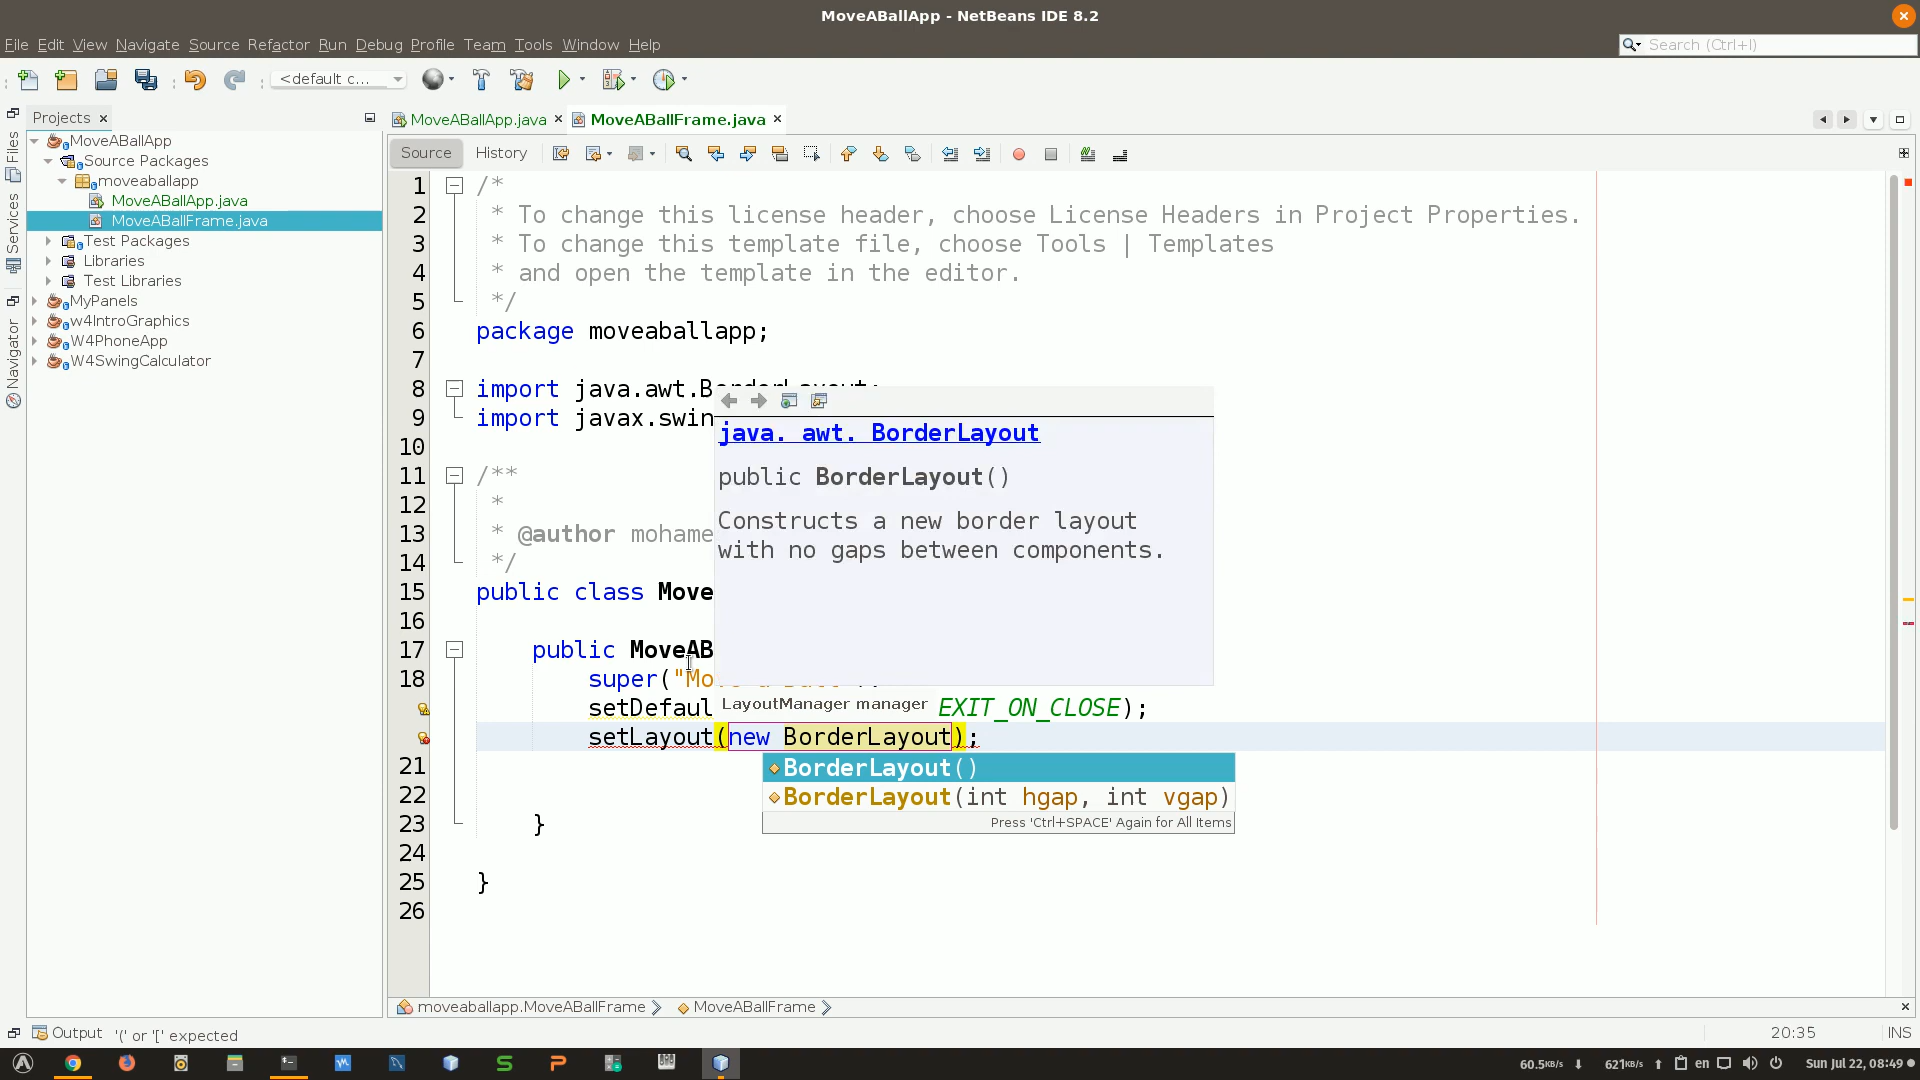 MoveABallApp - NetBeans IDE 8.2
File Edit View Navigate Source Refactor Run Debug Profile Team Tools Window Help
Search (Ctrl+I)
<default c...
Projects
MoveABallApp.java
MoveABallFrame.java
Files
Services
Navigator
MoveABallApp
Source Packages
moveaballapp
MoveABallApp.java
MoveABallFrame.java
Test Packages
Libraries
Test Libraries
MyPanels
w4IntroGraphics
W4PhoneApp
W4SwingCalculator
Source History
1 /*
2 * To change this license header, choose License Headers in Project Properties.
3 * To change this template file, choose Tools | Templates
4 * and open the template in the editor.
5 */
6 package moveaballapp;
7
8 import java.awt.BorderLayout;
9 import javax.swin
10
11 /**
12 *
13 * @author mohame
14 */
15 public class Move
16
17 public MoveAB
18 super("Move a Ball");
setDefaul EXIT_ON_CLOSE);
setLayout(new BorderLayout);
21
22
23 }
24
25 }
26
java. awt. BorderLayout
public BorderLayout()
Constructs a new border layout
with no gaps between components.
LayoutManager manager
BorderLayout()
BorderLayout(int hgap, int vgap)
Press 'Ctrl+SPACE' Again for All Items
moveaballapp.MoveABallFrame
MoveABallFrame
Output
'(' or '[' expected
20:35
INS
60.5KB/s
621KB/s
en
Sun Jul 22, 08:49